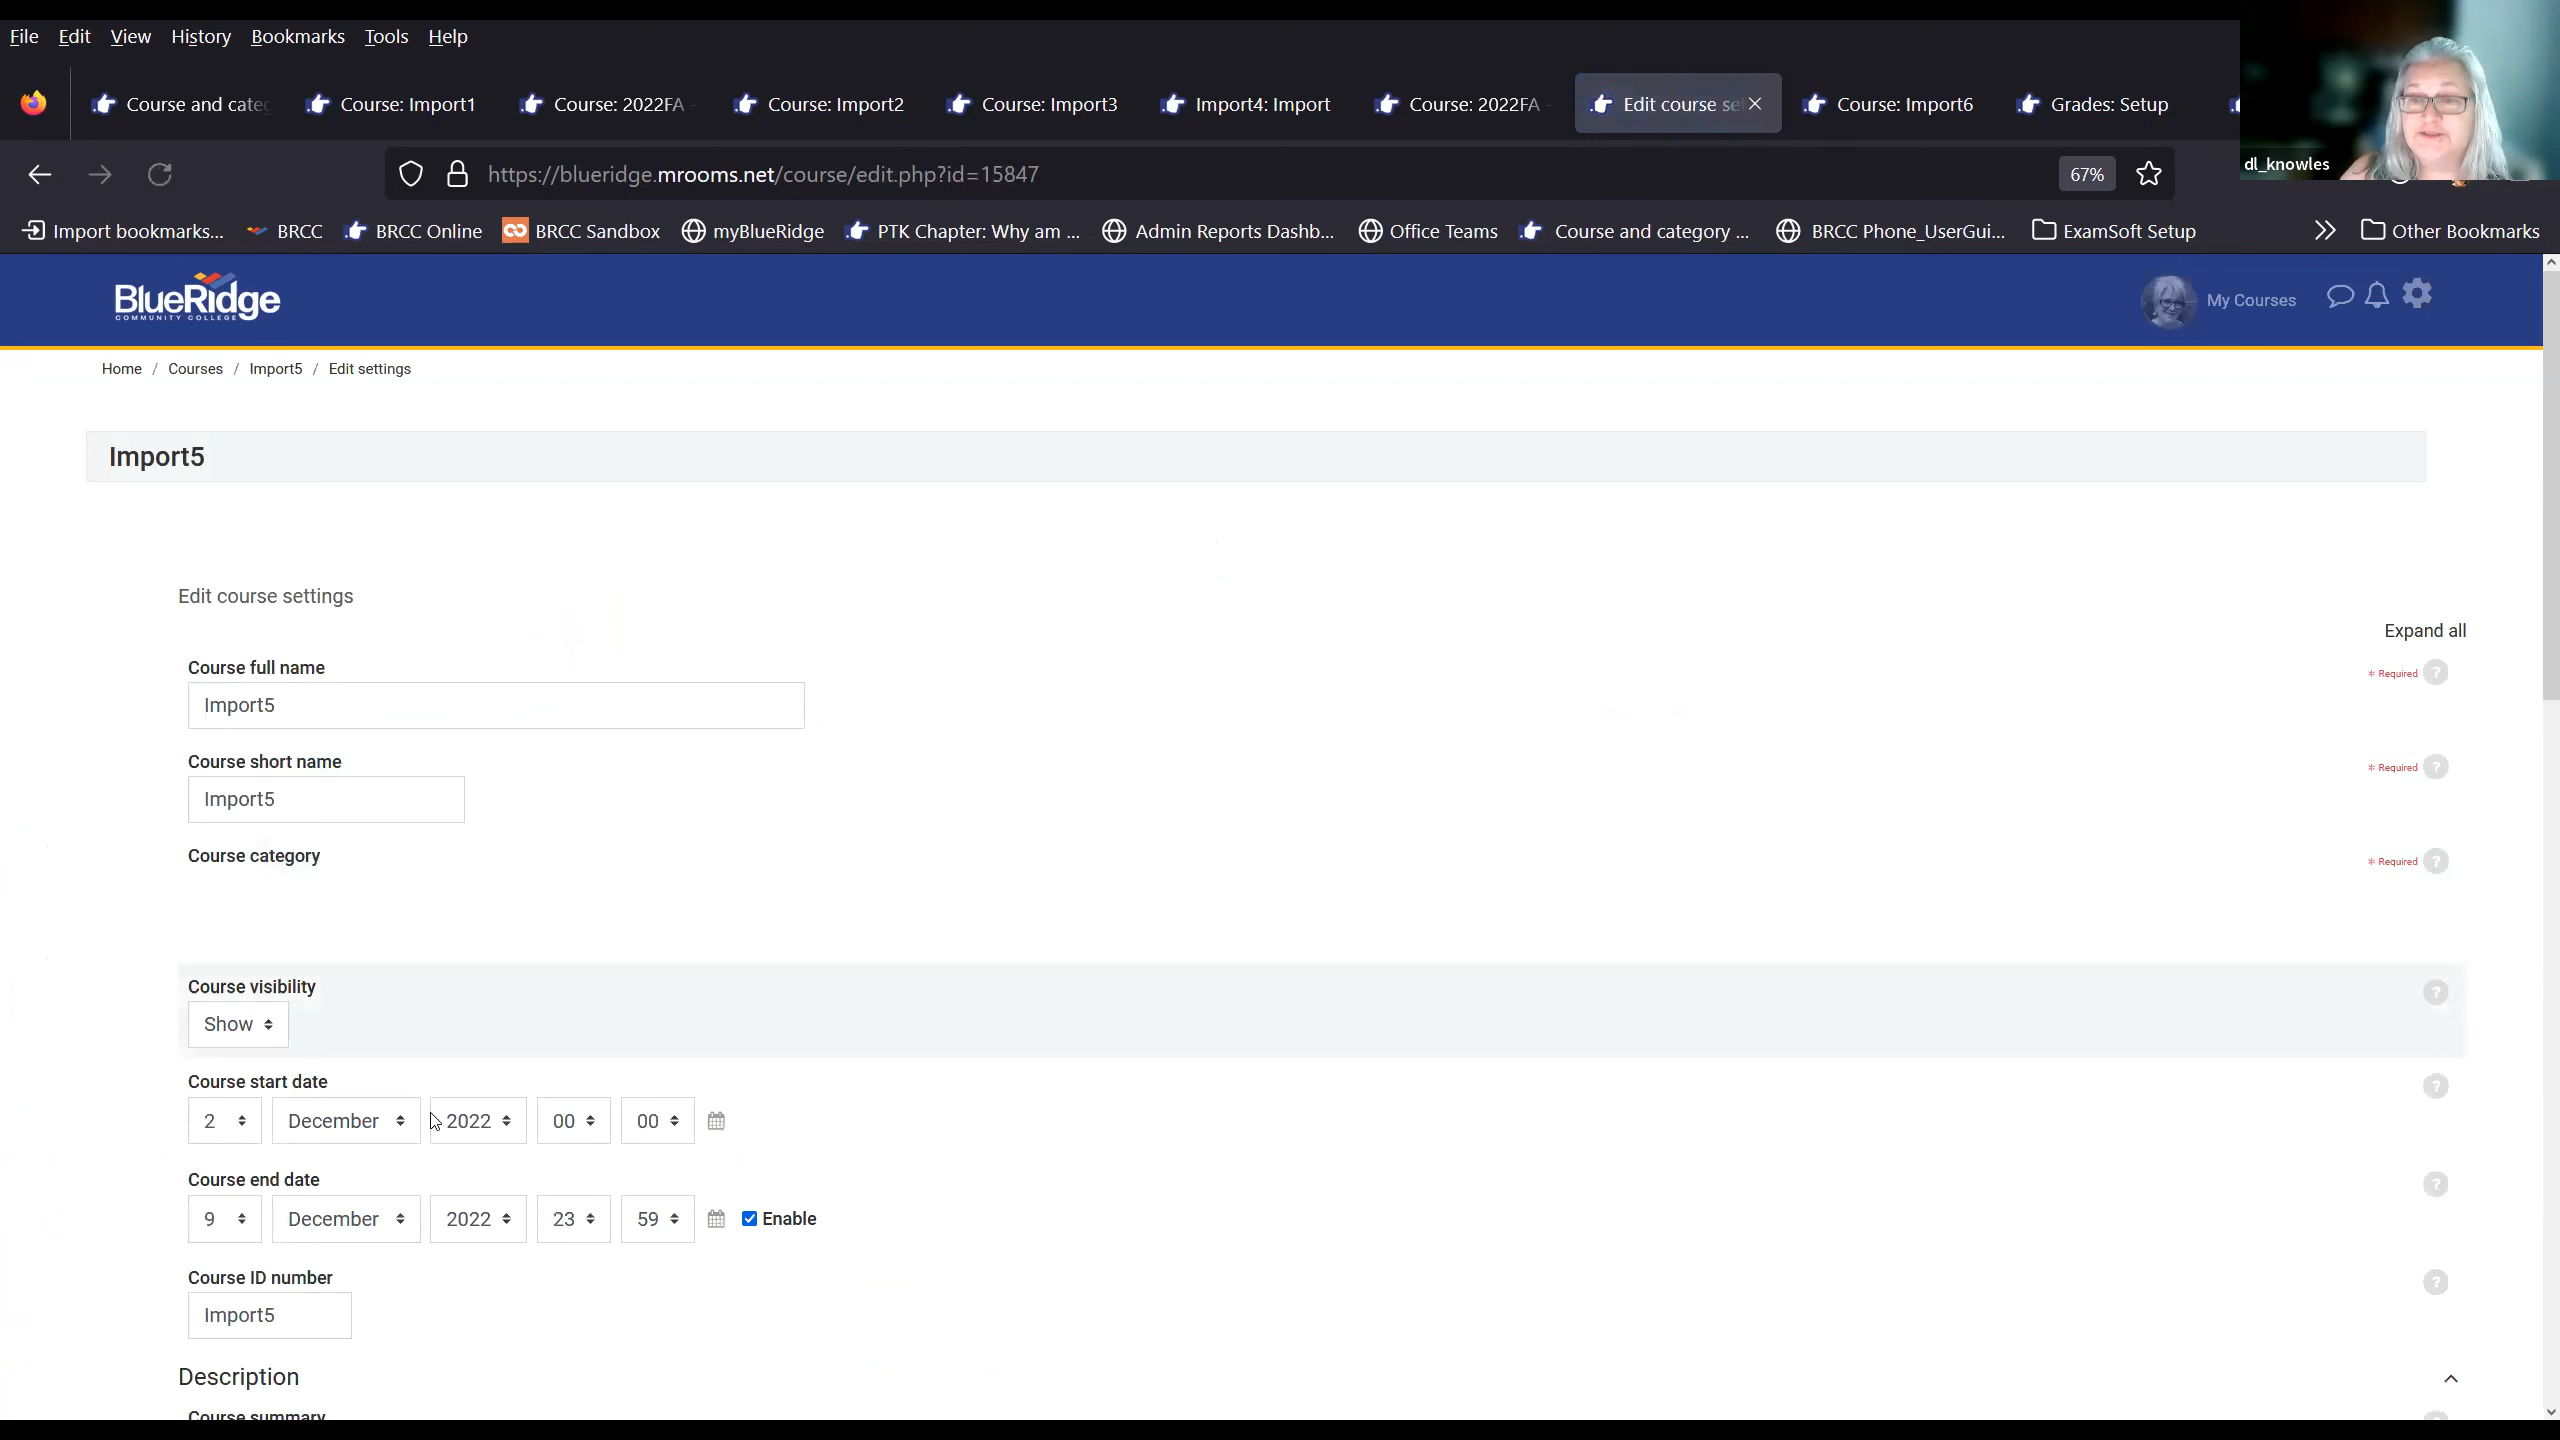 File Edit View History Bookmarks Tools Help
Course and cate
Course: Import1
Course: 2022FA -
Course: Import2
Course: Import3
Import4: Import
Course: 2022FA -
Edit course se
Course: Import6
Grades: Setup
https://blueridge.mrooms.net/course/edit.php?id=15847
67%
dl_knowles
Import bookmarks... BRCC BRCC Online BRCC Sandbox myBlueRidge PTK Chapter: Why am ... Admin Reports Dashb... Office Teams Course and category ... BRCC Phone_UserGui... ExamSoft Setup Other Bookmarks
BlueRidge
COMMUNITY COLLEGE
My Courses
Home / Courses / Import5 / Edit settings
Import5
Edit course settings
Expand all
Course full name
Required ?
Import5
Course short name
Required ?
Import5
Course category
Required ?
Course visibility
?
Show
Course start date
?
2 December 2022 00 00
Course end date
?
9 December 2022 23 59 Enable
Course ID number
?
Import5
Description
Course summary